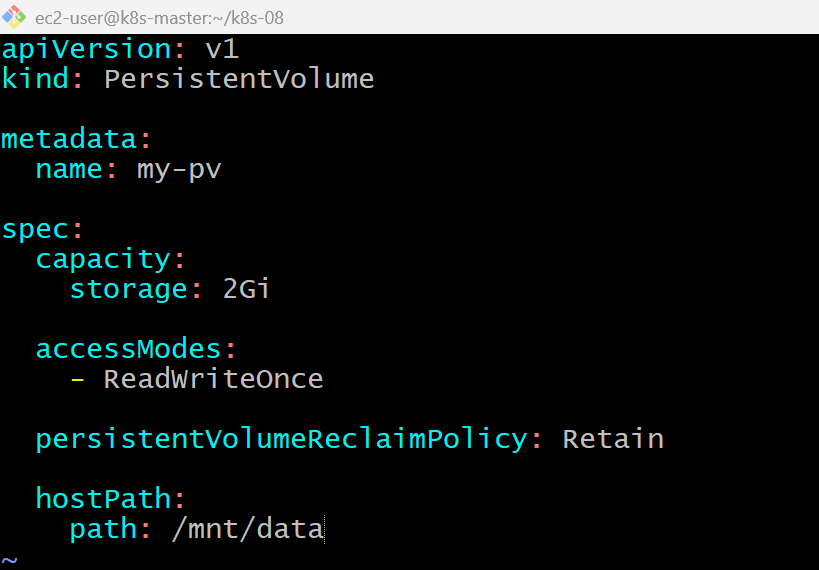 ec2-user@k8s-master:~/k8s-08
apiVersion: v1
kind: PersistentVolume
metadata:
  name: my-pv
spec:
  capacity:
    storage: 2Gi
  accessModes:
    - ReadWriteOnce
  persistentVolumeReclaimPolicy: Retain
  hostPath:
    path: /mnt/data
~